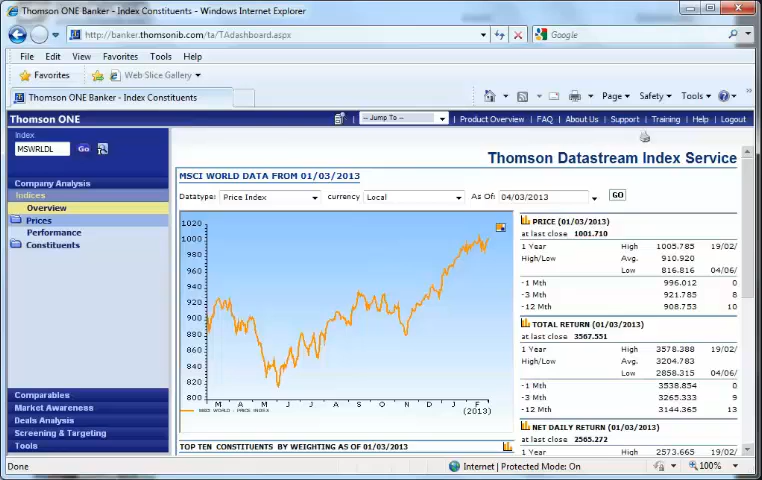 Thomson ONE Banker - Index Constituents - Windows Internet Explorer
http://banker.thomsonib.com/ta/TAdashboard.aspx
Google
File Edit View Favorites Tools Help
Favorites Web Slice Gallery
Thomson ONE Banker - Index Constituents
Page Safety Tools
Thomson ONE
-- Jump To -- Product Overview | FAQ | About Us | Support | Training | Help | Logout
Index
MSWRLDL Go
Thomson Datastream Index Service
MSCI WORLD DATA FROM 01/03/2013
Datatype: Price Index currency Local As Of: 04/03/2013 GO
Company Analysis
Indices
Overview
Prices
Performance
Constituents
Comparables
Market Awareness
Deals Analysis
Screening & Targeting
Tools
1020
1000
980
960
940
920
900
880
860
840
820
800
M A M J J A S O N D J F
(2013)
MSCI WORLD - PRICE INDEX
PRICE (01/03/2013)
at last close 1001.710
1 Year High 1005.785 19/02/
High/Low Avg. 910.920
Low 816.816 04/06/
-1 Mth 996.012 0
-3 Mth 921.785 8
-12 Mth 908.753 10
TOTAL RETURN (01/03/2013)
at last close 3567.551
1 Year High 3578.388 19/02/
High/Low Avg. 3204.783
Low 2858.315 04/06/
-1 Mth 3538.854 0
-3 Mth 3265.333 9
-12 Mth 3144.365 13
NET DAILY RETURN (01/03/2013)
at last close 2565.272
1 Year High 2573.665 19/02/
TOP TEN CONSTITUENTS BY WEIGHTING AS OF 01/03/2013
Done Internet | Protected Mode: On 100%